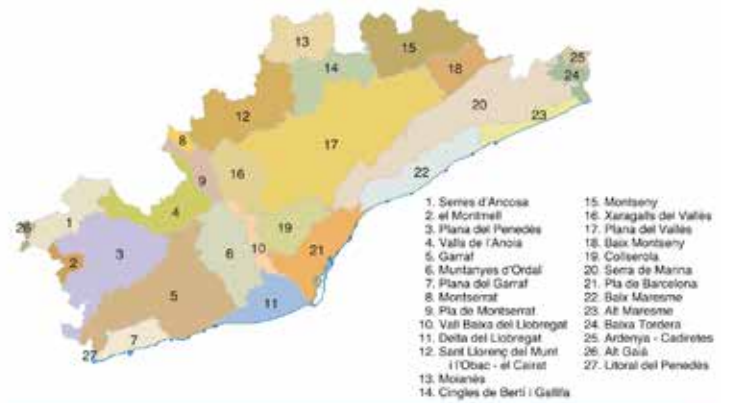 13
15
25
14
18
24
12
20
23
8
17
9
16
22
26
1
4
19
2
3
6
10
21
5
11
7
27
1. Serres d'Ancosa
2. el Montmell
3. Plana del Penedès
4. Valls de l'Anoia
5. Garraf
6. Muntanyes d'Ordal
7. Plana del Garraf
8. Montserrat
9. Pla de Montserrat
10. Vall Baixa del Llobregat
11. Delta del Llobregat
12. Sant Llorenç del Munt
i l'Obac - el Cairat
13. Moianès
14. Cingles de Bertí i Gallifa
15. Montseny
16. Xaragalls del Vallès
17. Plana del Vallès
18. Baix Montseny
19. Collserola
20. Serra de Marina
21. Pla de Barcelona
22. Baix Maresme
23. Alt Maresme
24. Baixa Tordera
25. Ardenya - Cadiretes
26. Alt Gaià
27. Litoral del Penedès